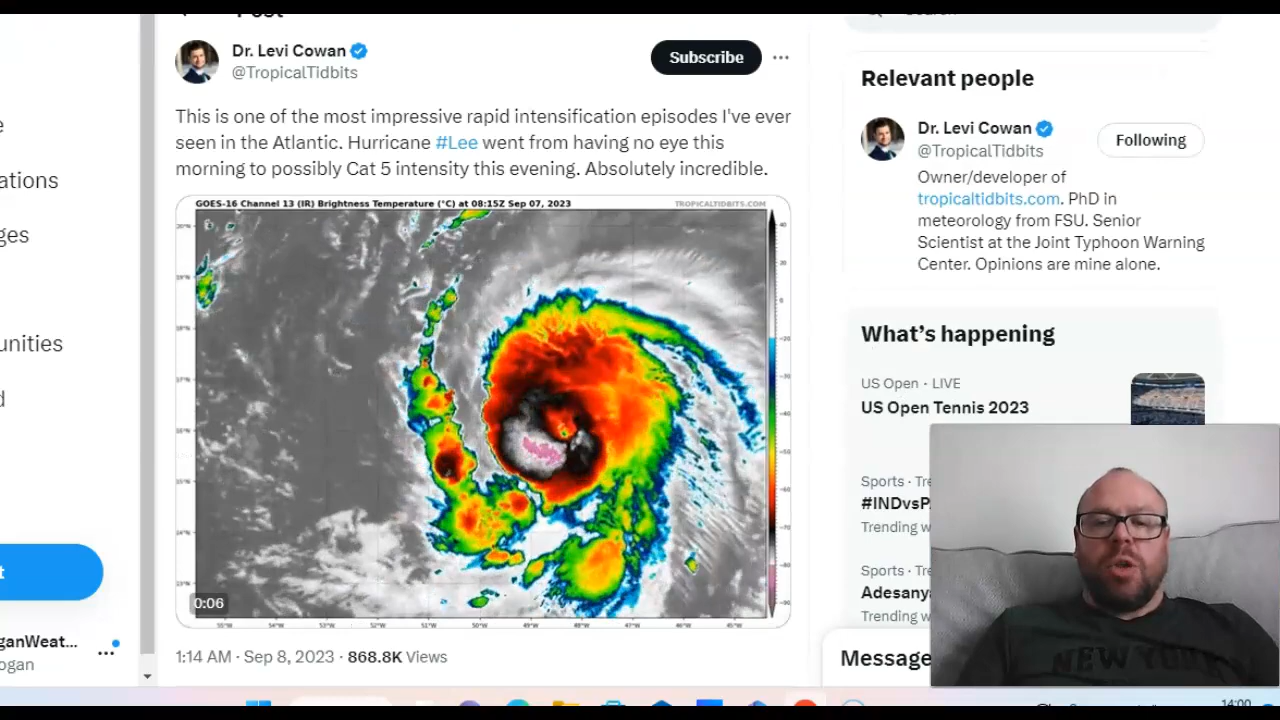 Post
Dr. Levi Cowan
@TropicalTidbits
Subscribe
This is one of the most impressive rapid intensification episodes I've ever
seen in the Atlantic. Hurricane #Lee went from having no eye this
morning to possibly Cat 5 intensity this evening. Absolutely incredible.
GOES-16 Channel 13 (IR) Brightness Temperature (°C) at 08:15Z Sep 07, 2023
TROPICALTIDBITS.COM
0:06
1:14 AM · Sep 8, 2023 · 868.8K Views
ations
ges
unities
ganWeat...
ogan
Relevant people
Dr. Levi Cowan
@TropicalTidbits
Following
Owner/developer of
tropicaltidbits.com. PhD in
meteorology from FSU. Senior
Scientist at the Joint Typhoon Warning
Center. Opinions are mine alone.
What's happening
US Open · LIVE
US Open Tennis 2023
Sports · Tre
#INDvsP
Trending w
Sports · Tre
Adesanya
Trending w
Message
NEW YORK
14:00